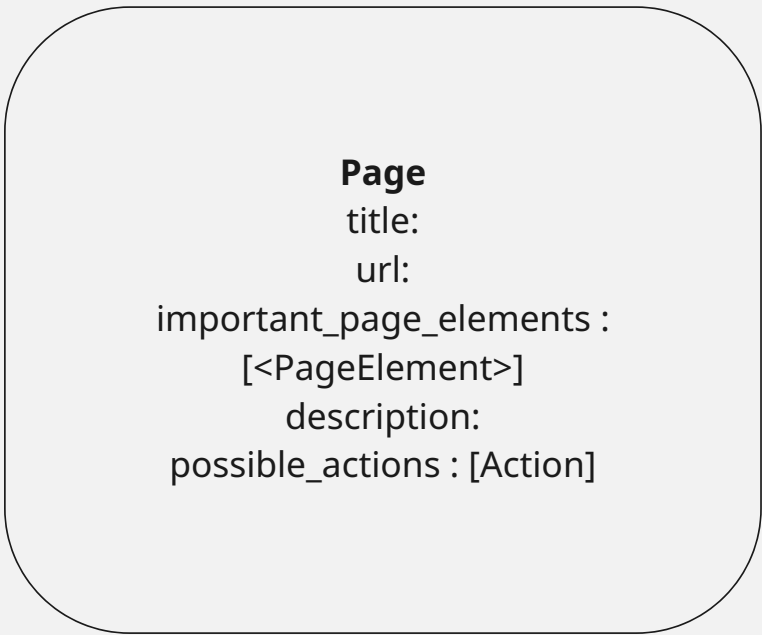 Page
title:
url:
important_page_elements :
[<PageElement>]
description:
possible_actions : [Action]